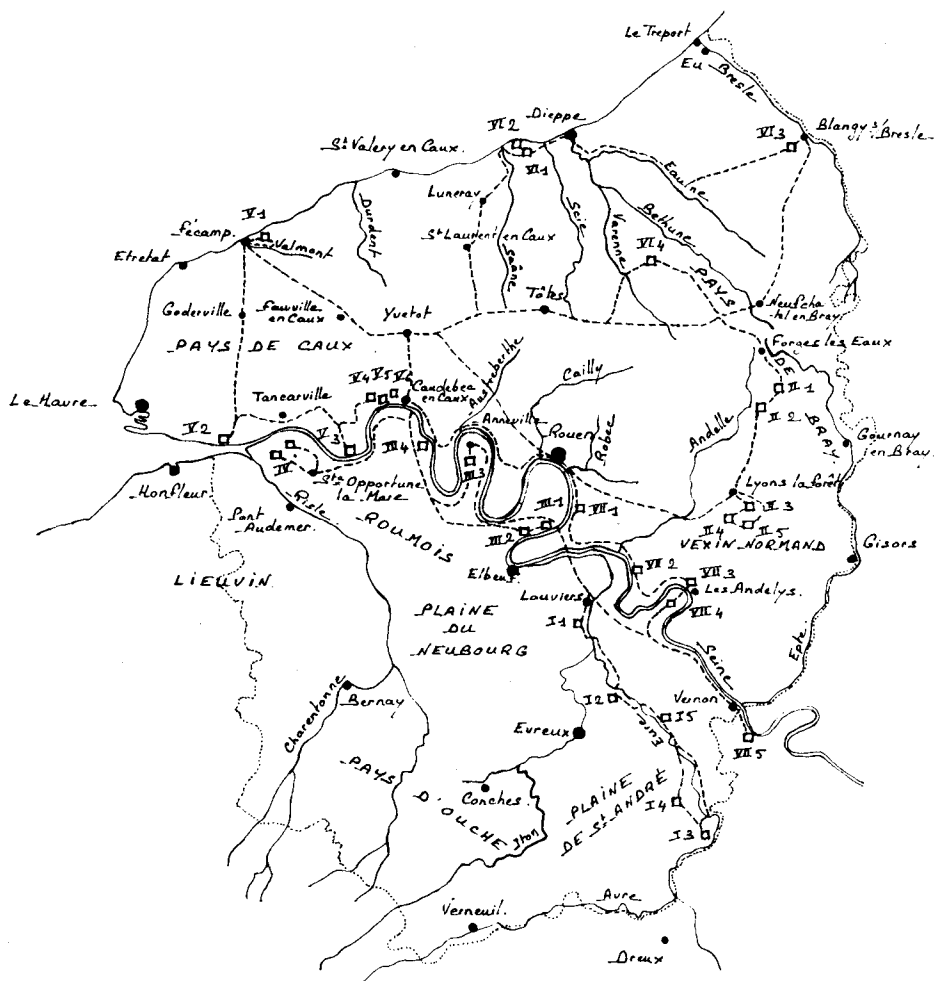 Le Treport
Eu
Bresle
Dieppe
VI 2
VI 1
VI 3
Blangy s/
Bresle
St Valery en Caux.
Eaulne
Luneray
Durdent
Bethune
Scie
Varenne
V 1
fécamp.
Valmont
St Laurent en Caux
Saâne
VI 4
Etretat
PAYS
Tôtes
Neufcha
tel en Bray
Goderville
Fauville
en Caux
Yvetot
PAYS DE CAUX
Forges les Eaux
DE
BRAY
Austreberthe
Cailly
V4
V5
V6
Caudebec
en Caux
II 1
II 2
Tancarville
Le Havre
Anneville
Rouen
Robec
Andelle
Gournay
en Bray
V 2
V 3
III 4
III 3
IV
Honfleur
Ste Opportune
la Mare
Lyons la forêt
Risle
Pont
Audemer.
III 1
VII 1
II 3
II 4
II 5
ROUMOIS
III 2
VEXIN NORMAND
Gisors
LIEUVIN
Elbeuf
VII 2
VII 3
Les Andelys.
Louviers
VII 4
PLAINE
DU
NEUBOURG
I 1
Seine
Epte
Charentonne
Bernay
I 2
Vernon
I 5
Eure
Evreux
VII 5
PAYS
D'OUCHE
Conches
PLAINE
DE St ANDRÉ
I 4
Iton
I 3
Avre
Verneuil.
Dreux